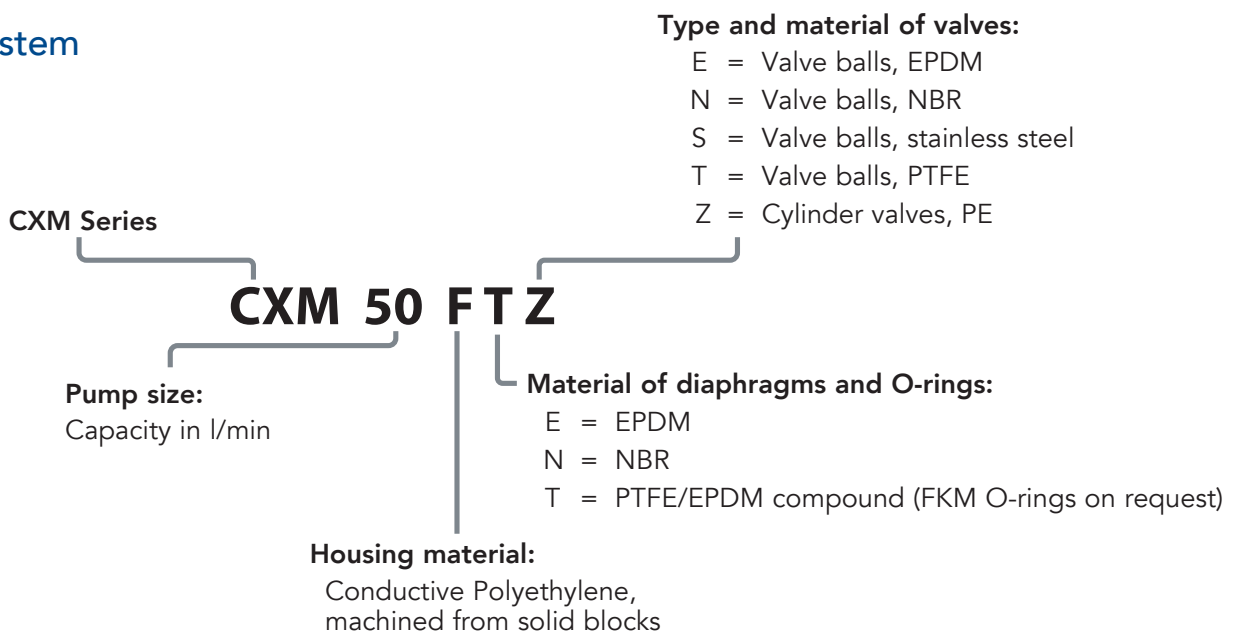 stem
Type and material of valves:
E = Valve balls, EPDM
N = Valve balls, NBR
S = Valve balls, stainless steel
T = Valve balls, PTFE
Z = Cylinder valves, PE
CXM Series
CXM 50 F T Z
Pump size:
Capacity in l/min
Material of diaphragms and O-rings:
E = EPDM
N = NBR
T = PTFE/EPDM compound (FKM O-rings on request)
Housing material:
Conductive Polyethylene,
machined from solid blocks